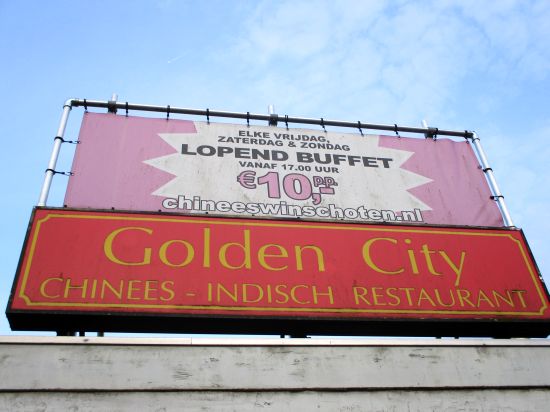 ELKE VRIJDAG,
ZATERDAG & ZONDAG
LOPEND BUFFET
VANAF 17.00 UUR
€10,- P.P.
chineeswinschoten.nl
Golden City
CHINEES - INDISCH RESTAURANT